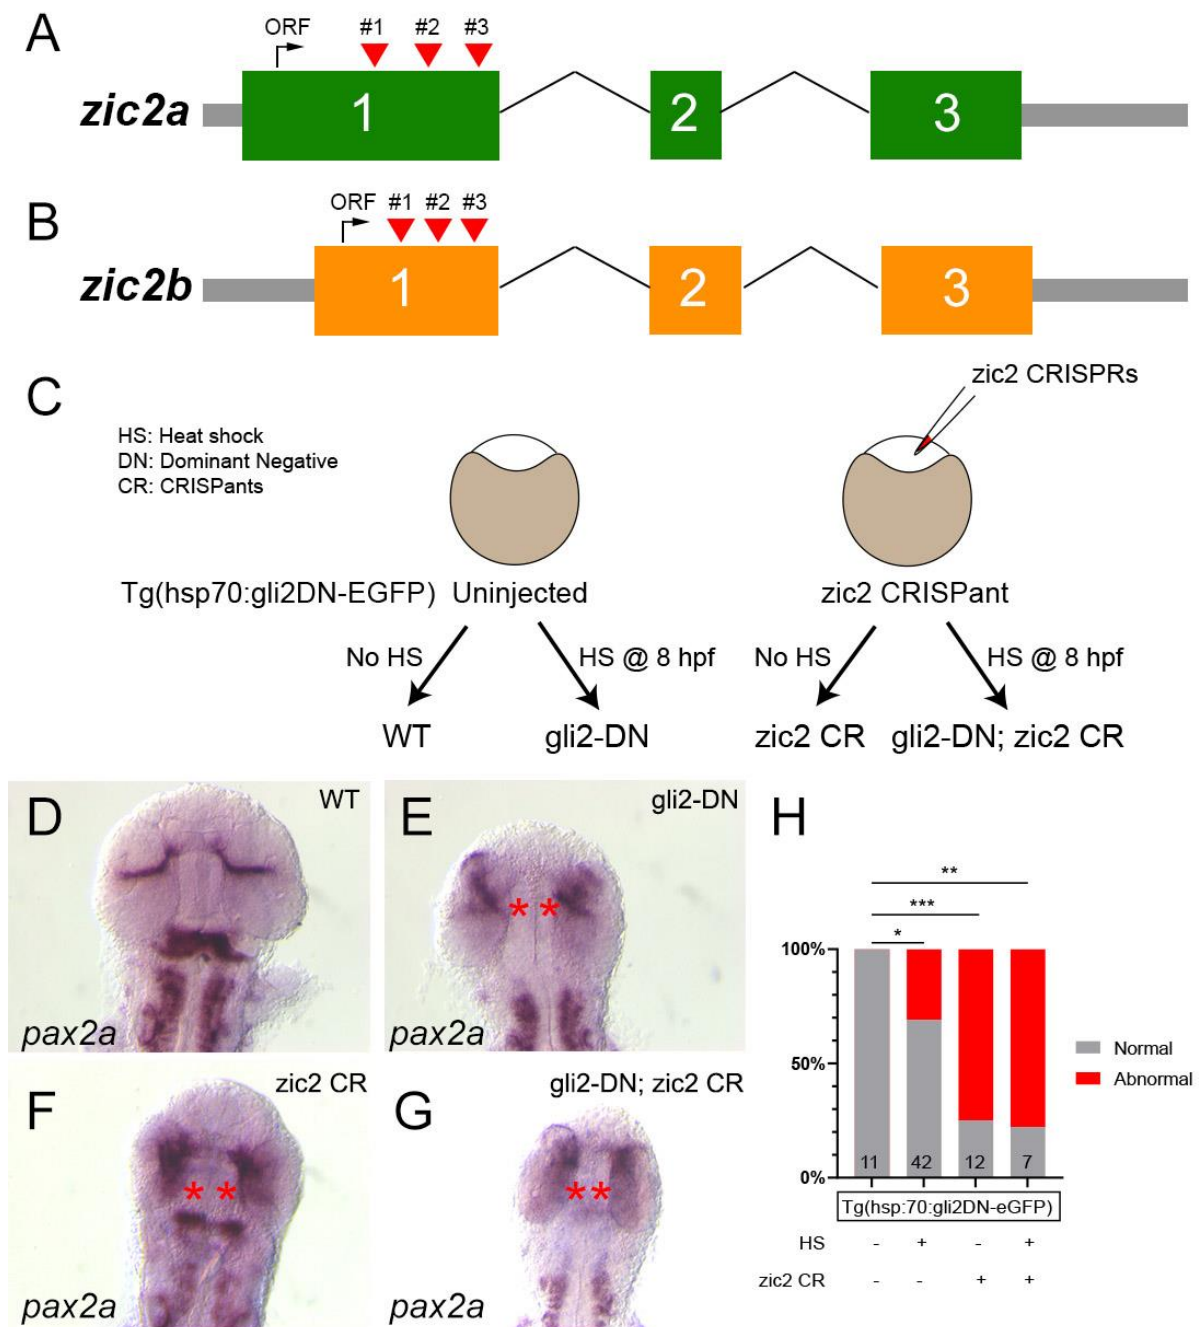 A
ORF #1 #2 #3
zic2a
1 2 3
B
ORF #1 #2 #3
zic2b
1 2 3
C
zic2 CRISPRs
HS: Heat shock
DN: Dominant Negative
CR: CRISPants
Tg(hsp70:gli2DN-EGFP) Uninjected
zic2 CRISPant
No HS HS @ 8 hpf No HS HS @ 8 hpf
WT gli2-DN zic2 CR gli2-DN; zic2 CR
D WT
pax2a
E gli2-DN
* *
pax2a
F zic2 CR
* *
pax2a
G gli2-DN; zic2 CR
**
pax2a
H
**
***
*
100%
50%
0%
11 42 12 7
Normal
Abnormal
Tg(hsp:70:gli2DN-eGFP)
HS - + - +
zic2 CR - - + +